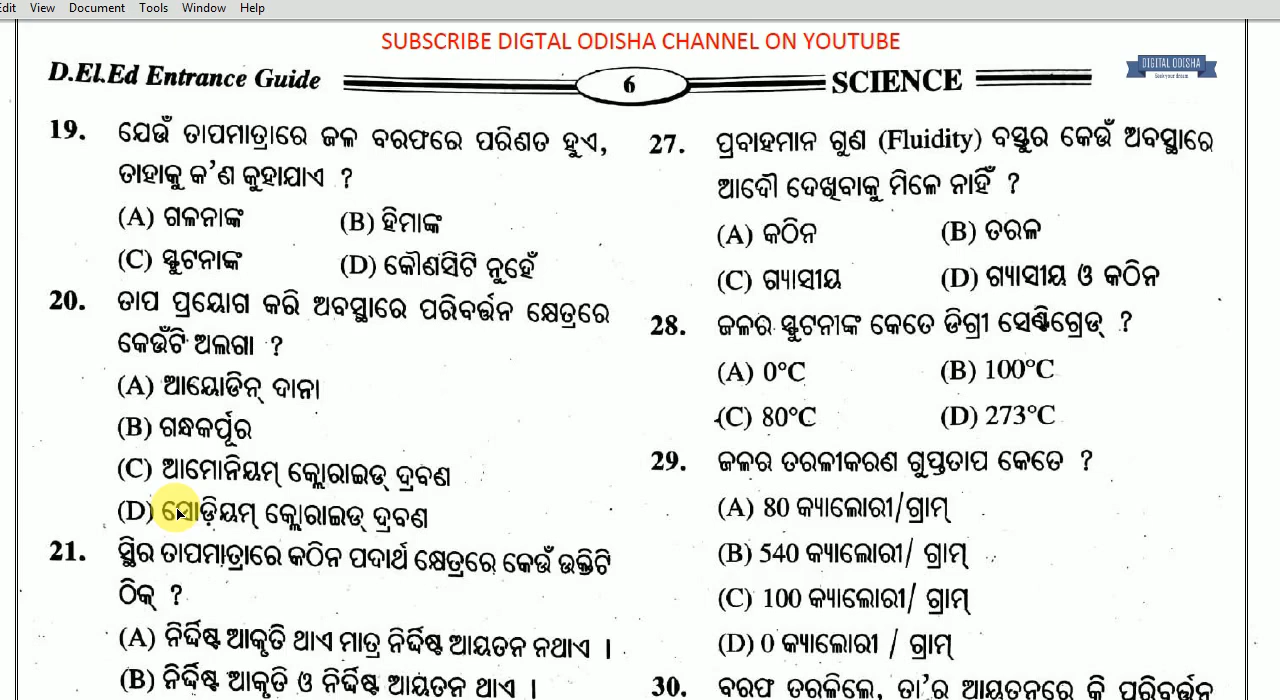 Edit View Document Tools Window Help
SUBSCRIBE DIGTAL ODISHA CHANNEL ON YOUTUBE
D.El.Ed Entrance Guide 6 SCIENCE
DIGITAL ODISHA
19. ଯେଉଁ ତାପମାତ୍ରାରେ ଜଳ ବରଫରେ ପରିଣତ ହୁଏ,
ତାହାକୁ କ'ଣ କୁହାଯାଏ ?
(A) ଗଳନାଙ୍କ (B) ହିମାଙ୍କ
(C) ସ୍ଫୁଟନାଙ୍କ (D) କୌଣସିଟି ନୁହେଁ
20. ତାପ ପ୍ରୟୋଗ କରି ଅବସ୍ଥାରେ ପରିବର୍ତ୍ତନ କ୍ଷେତ୍ରରେ
କେଉଁଟି ଅଲଗା ?
(A) ଆୟୋଡିନ୍ ଦାନା
(B) ଗନ୍ଧକର୍ପୂର
(C) ଆମୋନିୟମ୍ କ୍ଲୋରାଇଡ୍ ଦ୍ରବଣ
(D) ସୋଡ଼ିୟମ୍ କ୍ଲୋରାଇଡ୍ ଦ୍ରବଣ
21. ସ୍ଥିର ତାପମାତ୍ରାରେ କଠିନ ପଦାର୍ଥ କ୍ଷେତ୍ରରେ କେଉଁ ଉକ୍ତିଟି
ଠିକ୍ ?
(A) ନିର୍ଦ୍ଦିଷ୍ଟ ଆକୃତି ଥାଏ ମାତ୍ର ନିର୍ଦ୍ଦିଷ୍ଟ ଆୟତନ ନଥାଏ ।
(B) ନିର୍ଦ୍ଦିଷ୍ଟ ଆକୃତି ଓ ନିର୍ଦ୍ଦିଷ୍ଟ ଆୟତନ ଥାଏ ।
27. ପ୍ରବାହମାନ ଗୁଣ (Fluidity) ବସ୍ତୁର କେଉଁ ଅବସ୍ଥାରେ
ଆଦୌ ଦେଖିବାକୁ ମିଳେ ନାହିଁ ?
(A) କଠିନ (B) ତରଳ
(C) ଗ୍ୟାସୀୟ (D) ଗ୍ୟାସୀୟ ଓ କଠିନ
28. ଜଳର ସ୍ଫୁଟନୀଙ୍କ କେତେ ଡିଗ୍ରୀ ସେଣ୍ଟିଗ୍ରେଡ୍ ?
(A) 0°C (B) 100°C
(C) 80°C (D) 273°C
29. ଜଳର ତରଳୀକରଣ ଗୁପ୍ତତାପ କେତେ ?
(A) 80 କ୍ୟାଲୋରୀ/ଗ୍ରାମ୍
(B) 540 କ୍ୟାଲୋରୀ/ ଗ୍ରାମ୍
(C) 100 କ୍ୟାଲୋରୀ/ ଗ୍ରାମ୍
(D) 0 କ୍ୟାଲୋରୀ / ଗ୍ରାମ୍
30. ବରଫ ତରଳିଲେ, ତା'ର ଆୟତନରେ କି ପରିବର୍ତ୍ତନ